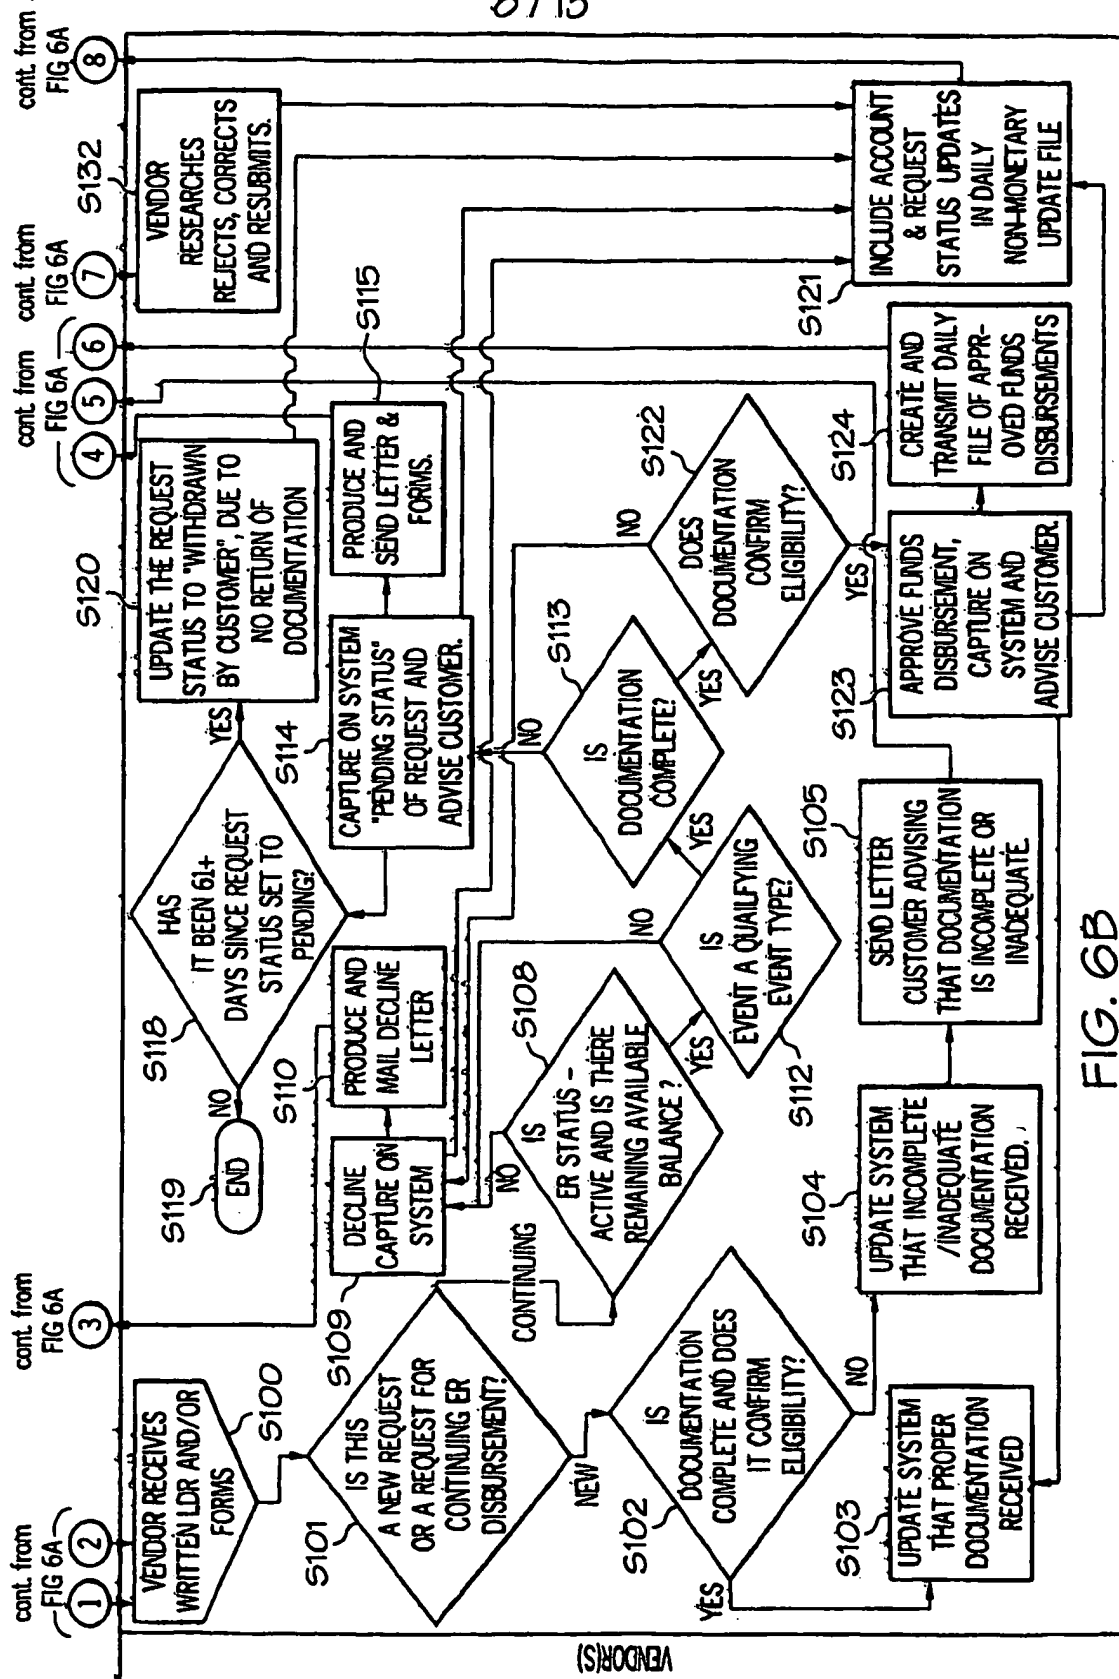 8/13
cont. from
FIG 6A
1
2
cont. from
FIG 6A
3
cont from
FIG 6A
4
5
6
cont. from
FIG 6A
7
cont. from
FIG 6A
8
VENDOR(S)
VENDOR RECEIVES
WRITTEN LDR AND/OR
FORMS
S100
S101
IS THIS
A NEW REQUEST
OR A REQUEST FOR
CONTINUING ER
DISBURSEMENT?
NEW
CONTINUING
S102
IS
DOCUMENTATION
COMPLETE AND DOES
IT CONFIRM
ELIGIBILITY?
YES
NO
S103
UPDATE SYSTEM
THAT PROPER
DOCUMENTATION
RECEIVED
S104
UPDATE SYSTEM
THAT INCOMPLETE
/INADEQUATE
DOCUMENTATION
RECEIVED.
S105
SEND LETTER
CUSTOMER ADVISING
THAT DOCUMENTATION
IS INCOMPLETE OR
INADEQUATE.
S108
IS
ER STATUS -
ACTIVE AND IS THERE
REMAINING AVAILABLE
BALANCE ?
NO
YES
S109
DECLINE
CAPTURE ON
SYSTEM
S110
PRODUCE AND
MAIL DECLINE
LETTER
S112
IS
EVENT A QUAILFYING
EVENT TYPE?
NO
YES
S113
IS
DOCUMENTATION
COMPLETE?
NO
YES
S114
CAPTURE ON SYSTEM
"PENDING STATUS"
OF REQUEST AND
ADVISE CUSTOMER.
S115
PRODUCE AND
SEND LETTER &
FORMS.
S118
HAS
IT BEEN 61+
DAYS SINCE REQUEST
STATUS SET TO
PENDING?
NO
YES
S119
END
S120
UPDATE THE REQUEST
STATUS TO "WITHDRAWN
BY CUSTOMER", DUE TO
NO RETURN OF
DOCUMENTATION
S132
VENDOR
RESEARCHES
REJECTS, CORRECTS
AND RESUBMITS.
S122
DOES
DOCUMENTATION
CONFIRM
ELIGIBILITY?
NO
YES
S123
APPROVE FUNDS
DISBURSEMENT,
CAPTURE ON
SYSTEM AND
ADVISE CUSTOMER.
S124
CREATE AND
TRANSMIT DAILY
FILE OF APPR-
OVED FUNDS
DISBURSEMENTS
S121
INCLUDE ACCOUNT
& REQUEST
STATUS UPDATES
IN DAILY
NON-MONETARY
UPDATE FILE
FIG. 6B